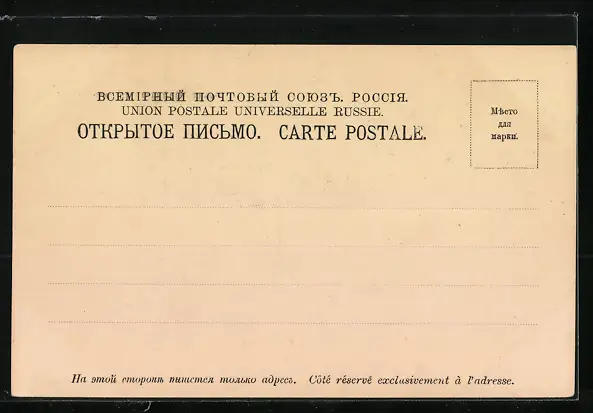 ВСЕМІРНЫЙ ПОЧТОВЫЙ СОЮЗЪ. РОССІЯ.
UNION POSTALE UNIVERSELLE RUSSIE.
ОТКРЫТОЕ ПИСЬМО. CARTE POSTALE.
Мѣсто
для
марки.
На этой сторонѣ пишется только адресъ. Côté réservé exclusivement à l'adresse.